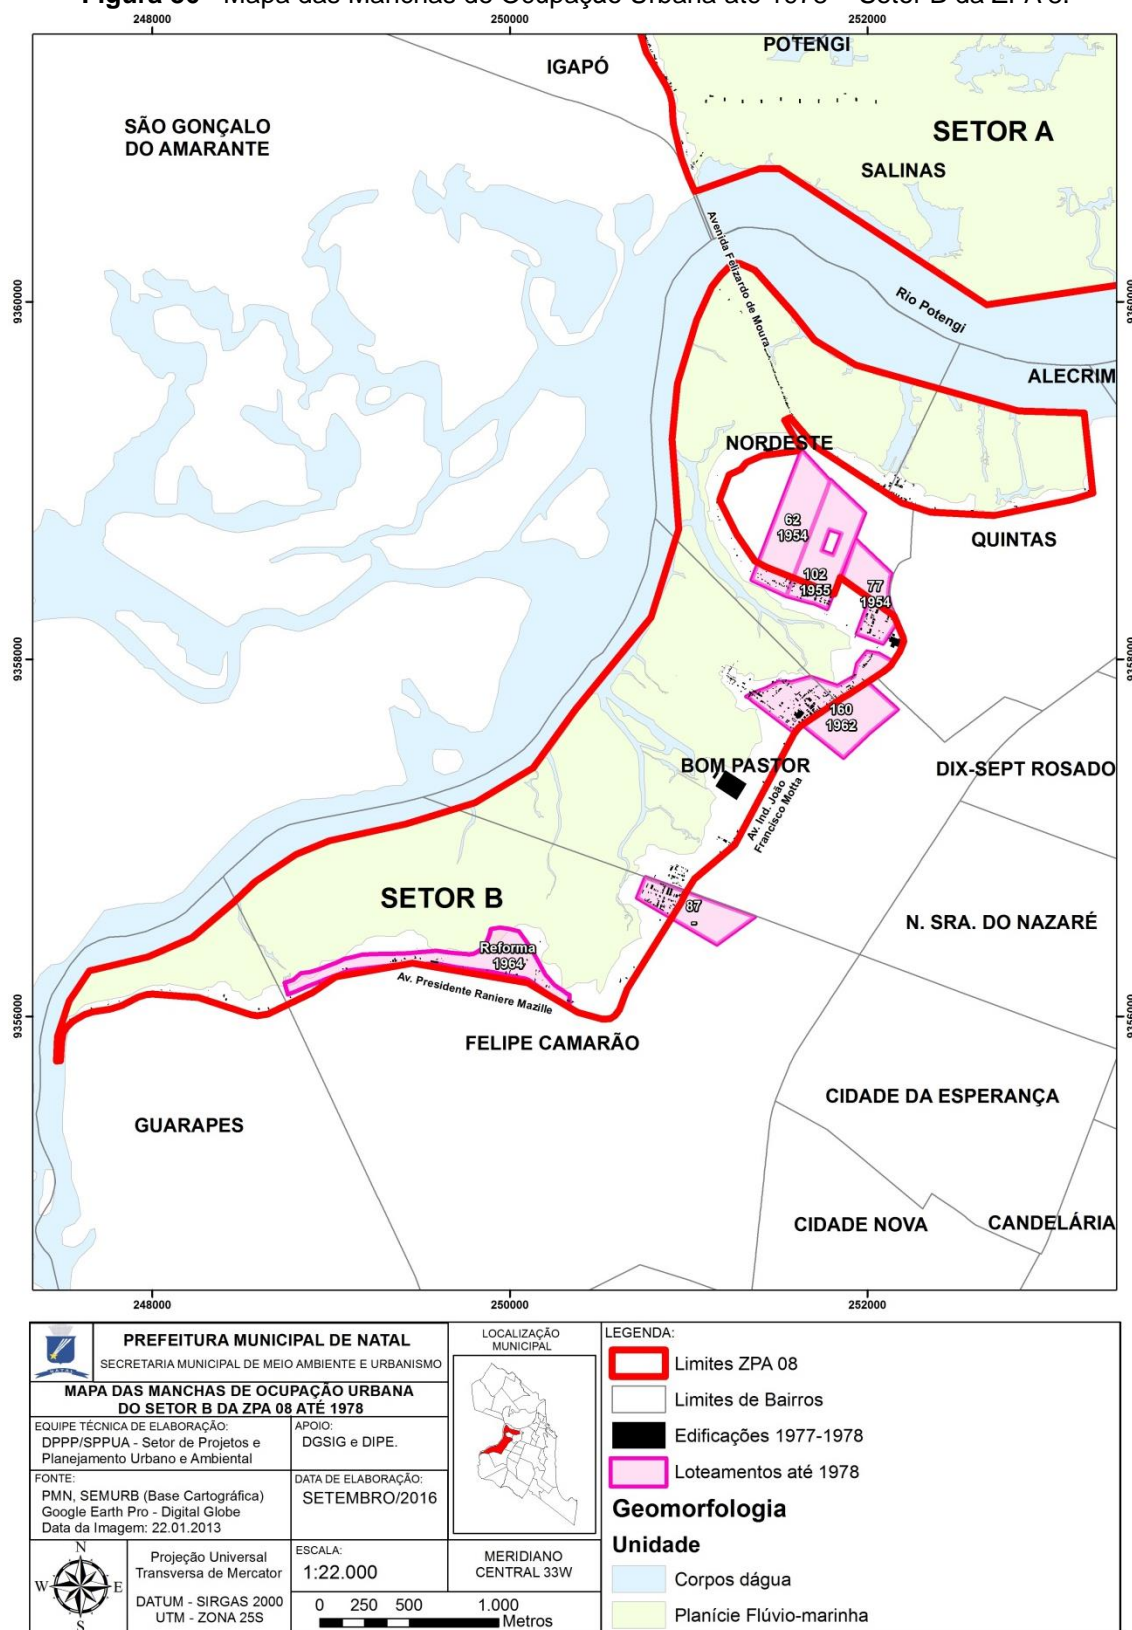 Figura 30 - Mapa das Manchas de Ocupação Urbana até 1978 – Setor B da ZPA 8.
248000
250000
252000
POTENGI
IGAPÓ
SÃO GONÇALO
DO AMARANTE
SETOR A
SALINAS
Avenida Felizardo de Moura
Rio Potengi
9360000
9360000
ALECRIM
NORDESTE
62
1954
QUINTAS
102
1955
77
1954
9358000
9358000
160
1962
BOM PASTOR
DIX-SEPT ROSADO
Av. Ind. João
Francisco Motta
SETOR B
87
N. SRA. DO NAZARÉ
Reforma
1964
Av. Presidente Raniere Mazille
9356000
9356000
FELIPE CAMARÃO
CIDADE DA ESPERANÇA
GUARAPES
CIDADE NOVA
CANDELÁRIA
248000
250000
252000
NATAL
PREFEITURA MUNICIPAL DE NATAL
SECRETARIA MUNICIPAL DE MEIO AMBIENTE E URBANISMO
MAPA DAS MANCHAS DE OCUPAÇÃO URBANA
DO SETOR B DA ZPA 08 ATÉ 1978
EQUIPE TÉCNICA DE ELABORAÇÃO:
DPPP/SPPUA - Setor de Projetos e
Planejamento Urbano e Ambiental
APOIO:
DGSIG e DIPE.
FONTE:
PMN, SEMURB (Base Cartográfica)
Google Earth Pro - Digital Globe
Data da Imagem: 22.01.2013
DATA DE ELABORAÇÃO:
SETEMBRO/2016
N
W
E
S
Projeção Universal
Transversa de Mercator
DATUM - SIRGAS 2000
UTM - ZONA 25S
ESCALA:
1:22.000
0 250 500 1.000
Metros
LOCALIZAÇÃO
MUNICIPAL
MERIDIANO
CENTRAL 33W
LEGENDA:
Limites ZPA 08
Limites de Bairros
Edificações 1977-1978
Loteamentos até 1978
Geomorfologia
Unidade
Corpos dágua
Planície Flúvio-marinha